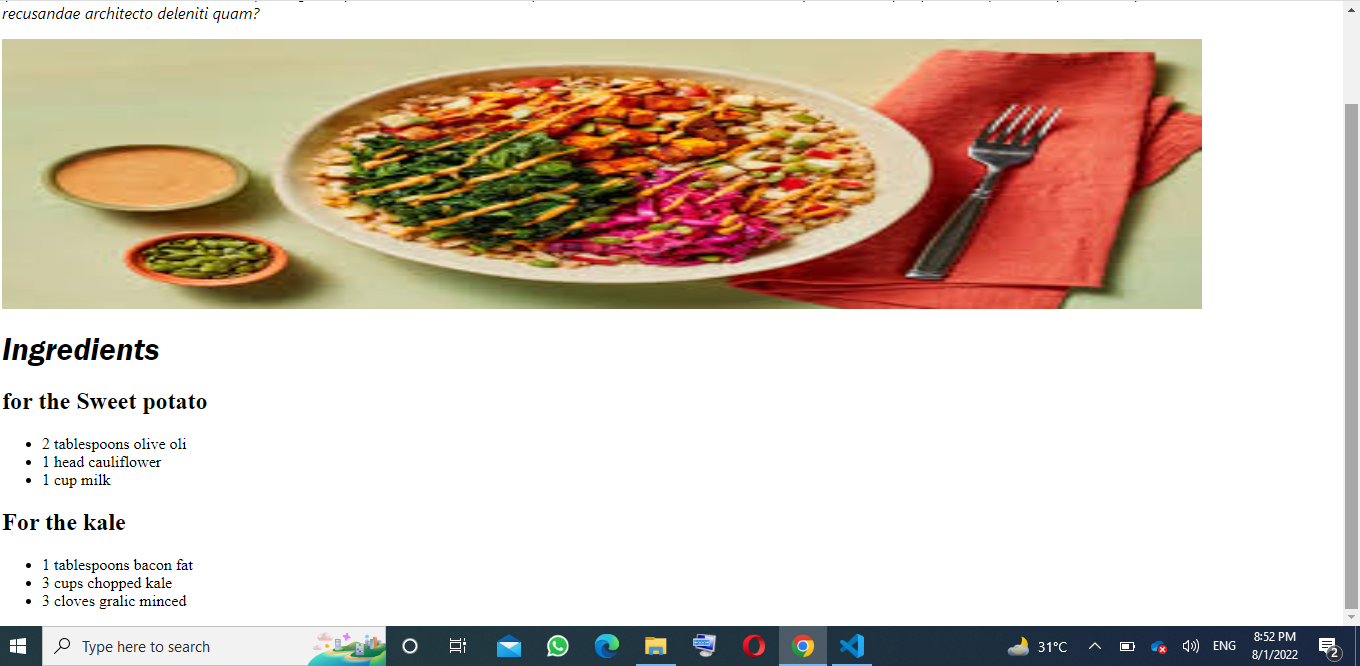 recusandae architecto deleniti quam?
Ingredients
for the Sweet potato
2 tablespoons olive oli
1 head cauliflower
1 cup milk
For the kale
1 tablespoons bacon fat
3 cups chopped kale
3 cloves gralic minced
Type here to search
31°C
ENG
8:52 PM
8/1/2022
2